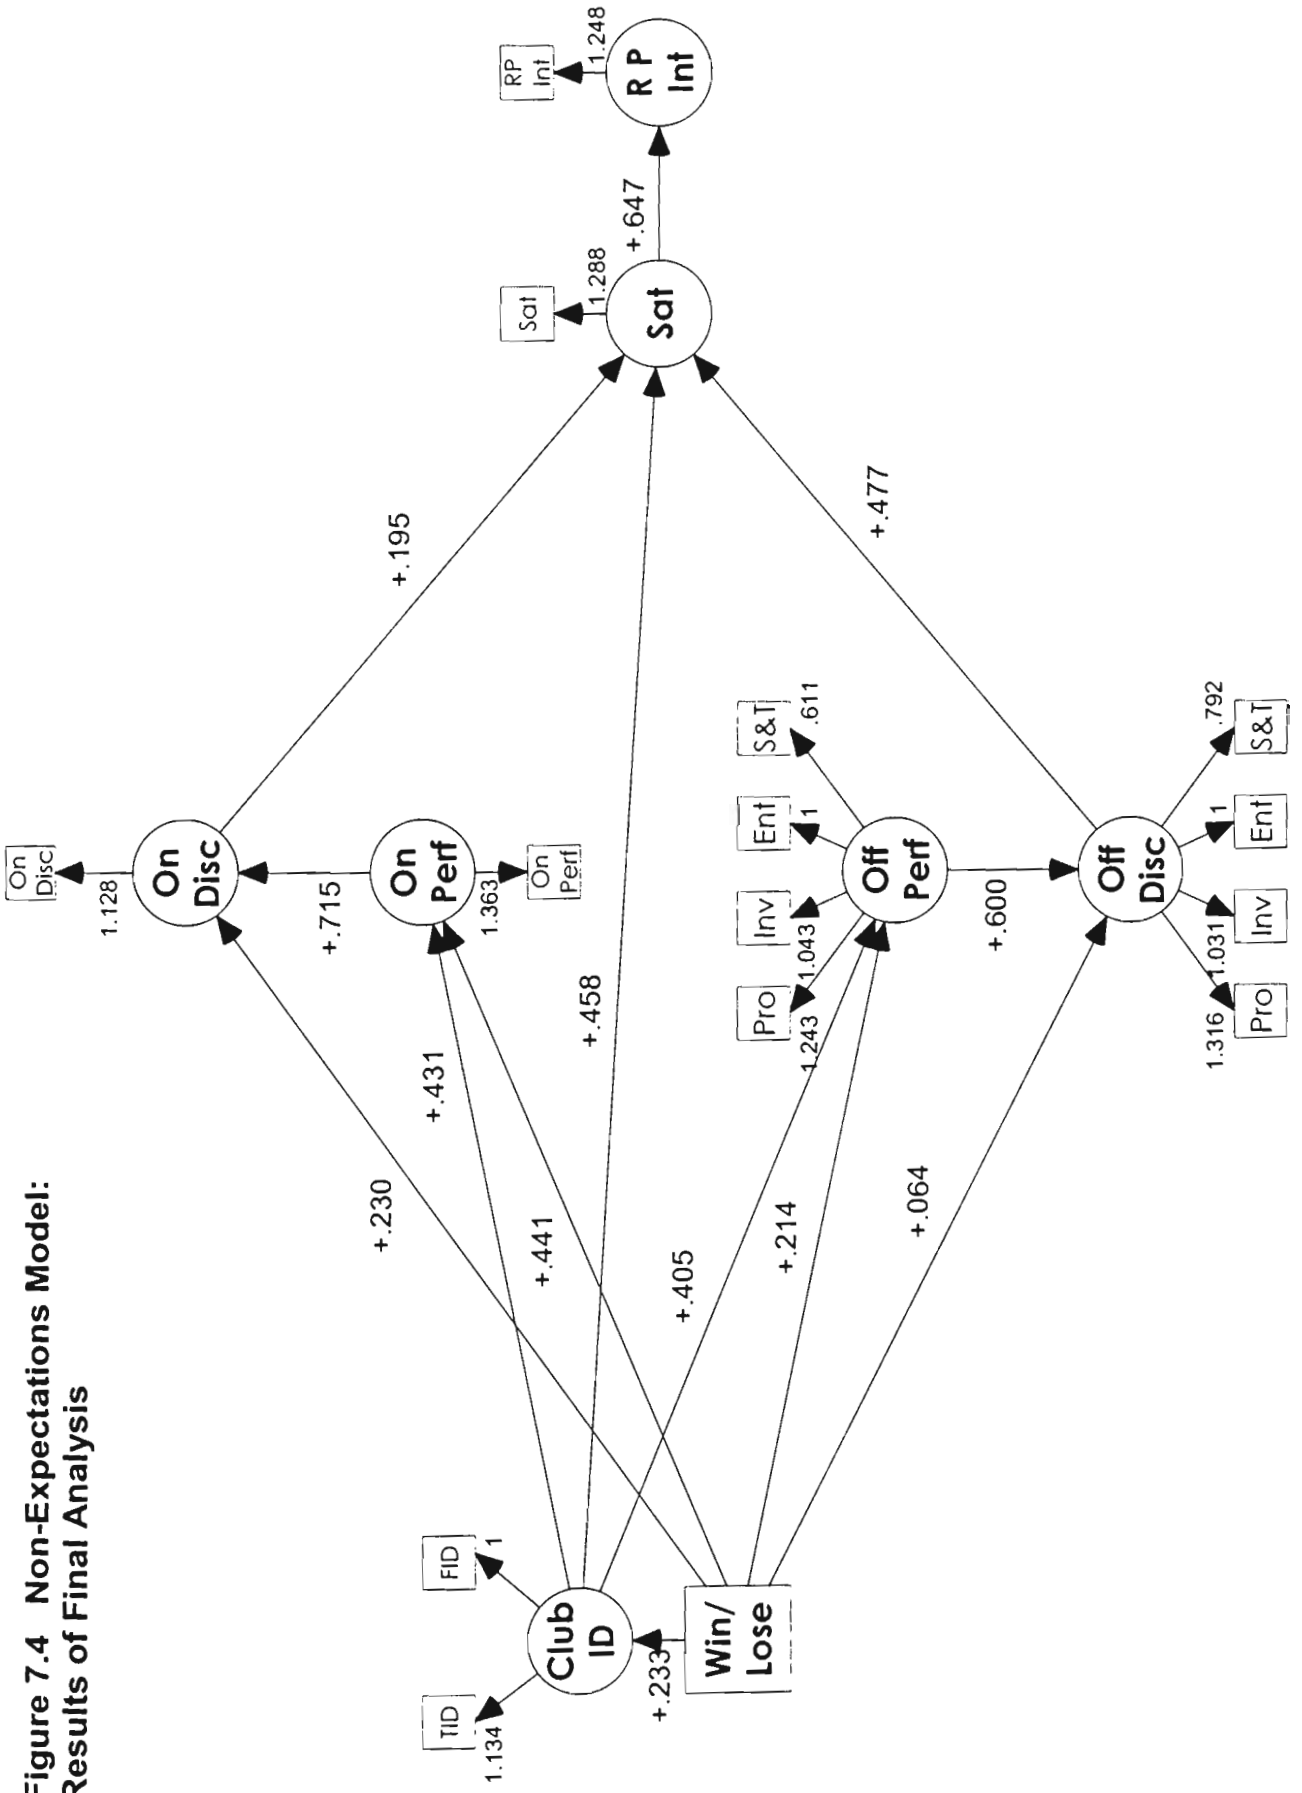 Figure 7.4 Non-Expectations Model:
Results of Final Analysis
On
Disc
1.128
On
Disc
+.715
+.230
+.195
On
Perf
1.363
On
Perf
+.431
TID
1.134
FID
1
+.441
+.458
Sat
1.288
RP
Int
1.248
Club
ID
+.233
Sat
+.647
R P
Int
+.405
Win/
Lose
+.214
Pro
1.243
Inv
1.043
Ent
1
S&T
.611
Off
Perf
+.477
+.064
+.600
Off
Disc
1.316
1.031
1
.792
Pro
Inv
Ent
S&T